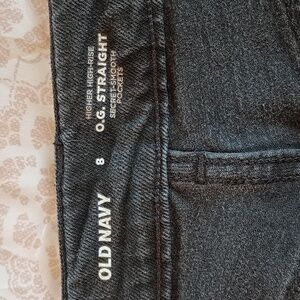 OLD NAVY
8
HIGHER HIGH-RISE
O.G. STRAIGHT
SECRET-SMOOTH
POCKETS